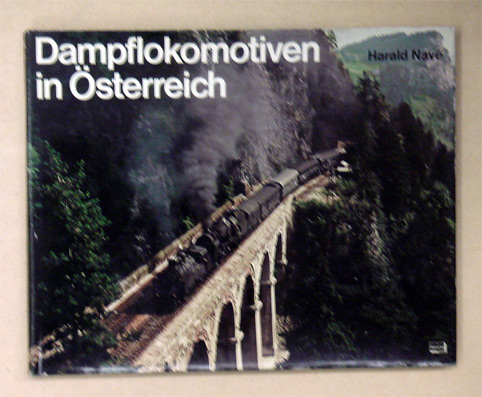 Dampflokomotiven
in Österreich
Harald Navé